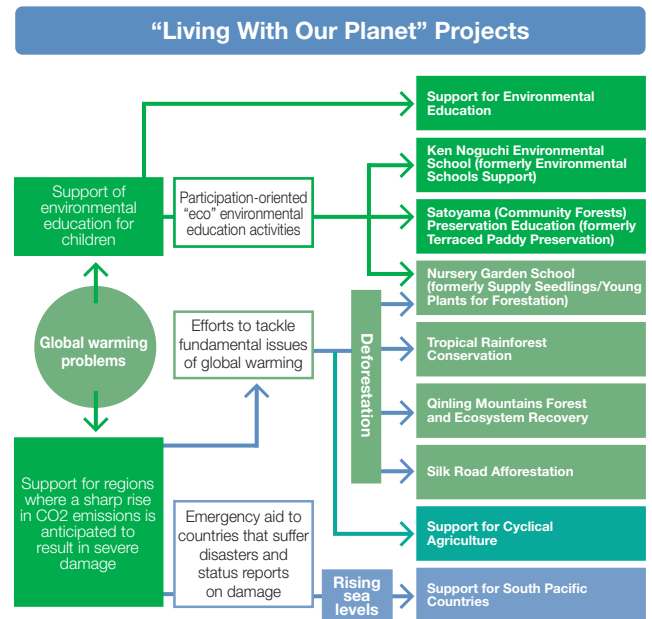 “Living With Our Planet” Projects
Support for Environmental
Education
Ken Noguchi Environmental
School (formerly Environmental
Schools Support)
Support of
environmental
education for
children
Participation-oriented
“eco” environmental
education activities
Satoyama (Community Forests)
Preservation Education (formerly
Terraced Paddy Preservation)
Nursery Garden School
(formerly Supply Seedlings/Young
Plants for Forestation)
Global warming
problems
Efforts to tackle
fundamental issues
of global warming
Deforestation
Tropical Rainforest
Conservation
Qinling Mountains Forest
and Ecosystem Recovery
Silk Road Afforestation
Support for regions
where a sharp rise
in CO2 emissions is
anticipated to
result in severe
damage
Emergency aid to
countries that suffer
disasters and
status reports
on damage
Support for Cyclical
Agriculture
Rising
sea
levels
Support for South Pacific
Countries